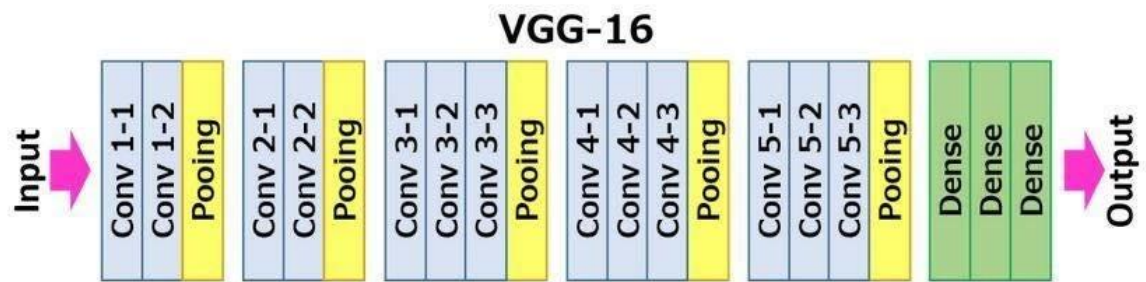 VGG-16
Input
Conv 1-1
Conv 1-2
Pooing
Conv 2-1
Conv 2-2
Pooing
Conv 3-1
Conv 3-2
Conv 3-3
Pooing
Conv 4-1
Conv 4-2
Conv 4-3
Pooing
Conv 5-1
Conv 5-2
Conv 5-3
Pooing
Dense
Dense
Dense
Output